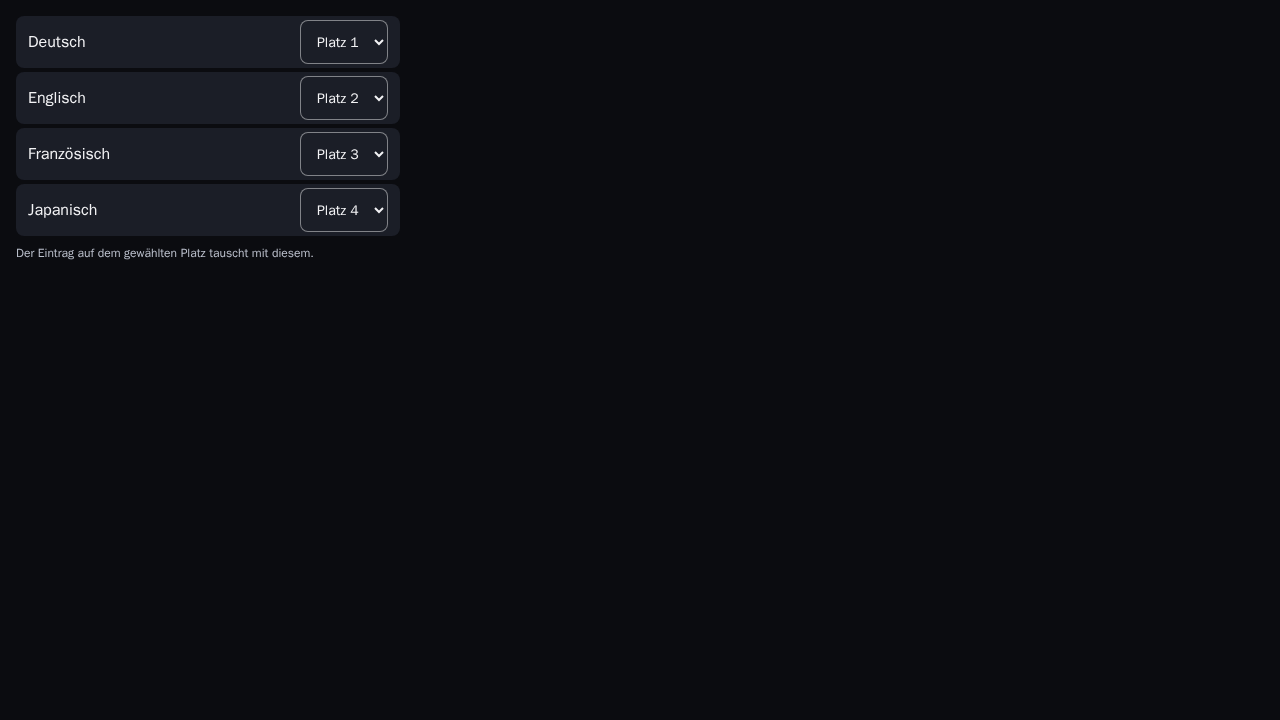 Deutsch Platz 1
Englisch Platz 2
Französisch Platz 3
Japanisch Platz 4
Der Eintrag auf dem gewählten Platz tauscht mit diesem.